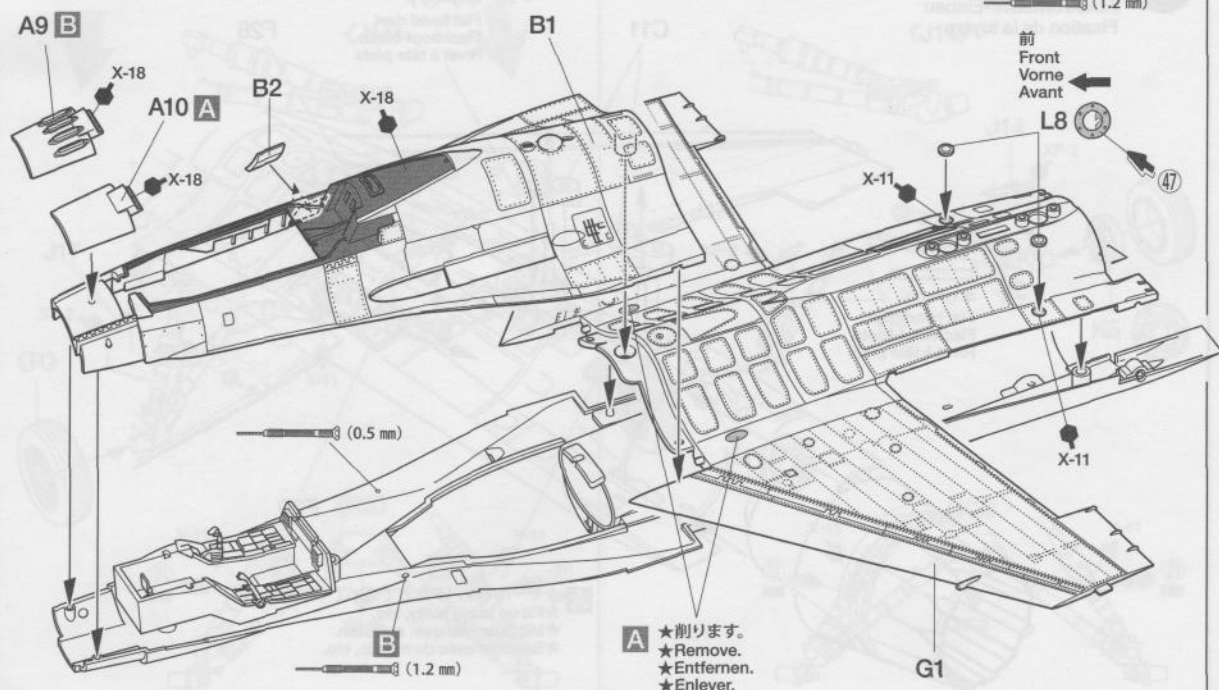 (1.2 mm)
A9 B
X-18
A10 A
X-18
B2
X-18
B1
前
Front
Vorne
Avant
L8
47
X-11
X-11
(0.5 mm)
B
(1.2 mm)
A
★削ります。
★Remove.
★Entfernen.
★Enlever.
G1